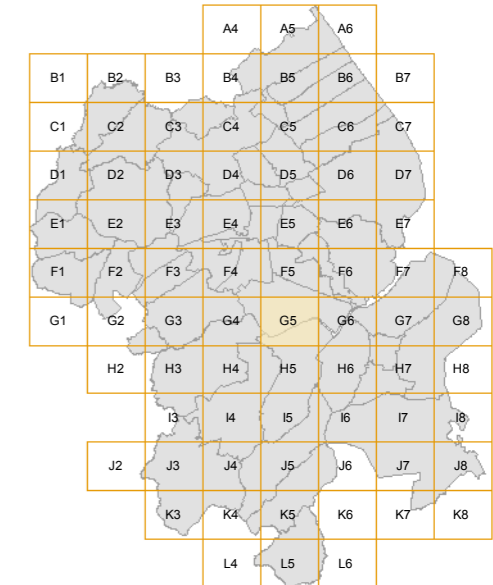 A4 A5 A6
B1 B2 B3 B4 B5 B6 B7
C1 C2 C3 C4 C5 C6 C7
D1 D2 D3 D4 D5 D6 D7
E1 E2 E3 E4 E5 E6 E7
F1 F2 F3 F4 F5 F6 F7 F8
G1 G2 G3 G4 G5 G6 G7 G8
H2 H3 H4 H5 H6 H7 H8
I3 I4 I5 I6 I7 I8
J2 J3 J4 J5 J6 J7 J8
K3 K4 K5 K6 K7 K8
L4 L5 L6